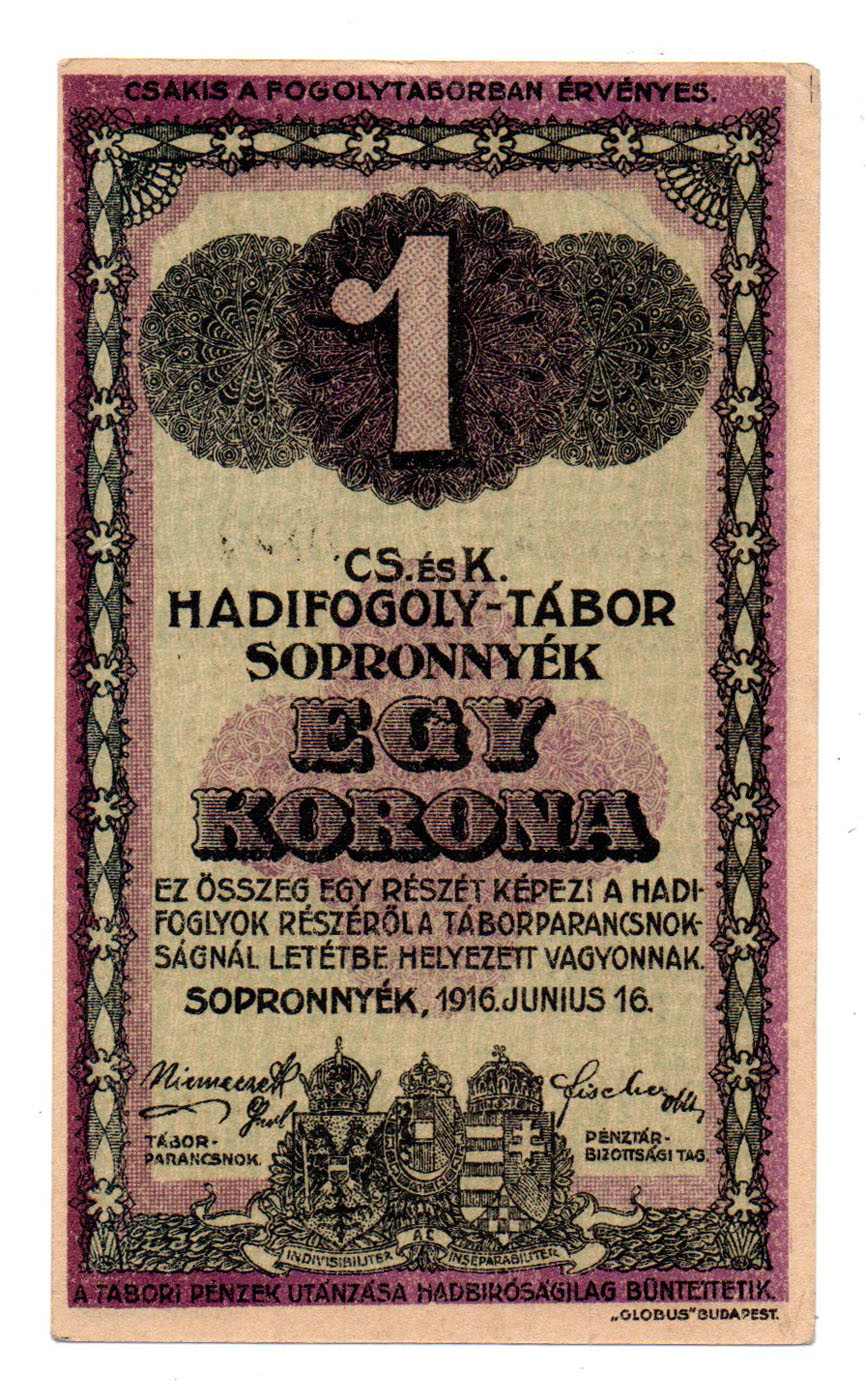 CSAKIS A FOGOLYTABORBAN ÉRVÉNYES.
1
CS. ÉS K.
HADIFOGOLY-TÁBOR
SOPRONNYÉK
EGY
KORONA
EZ ÖSSZEG EGY RÉSZÉT KÉPEZI A HADI-
FOGLYOK RÉSZÉRŐL A TÁBORPARANCSNOK-
SÁGNÁL LETÉTBE HELYEZETT VAGYONNAK.
SOPRONNYÉK, 1916. JUNIUS 16.
TÁBOR-
PARANCSNOK.
Fischer
PÉNZTÁR-
BIZOTTSÁGI TAG.
INDIVISIBILITER AC INSEPARABILITER
A TÁBORI PÉNZEK UTÁNZÁSA HADBIRÓSÁGILAG BÜNTETTETIK.
„GLOBUS" BUDAPEST.